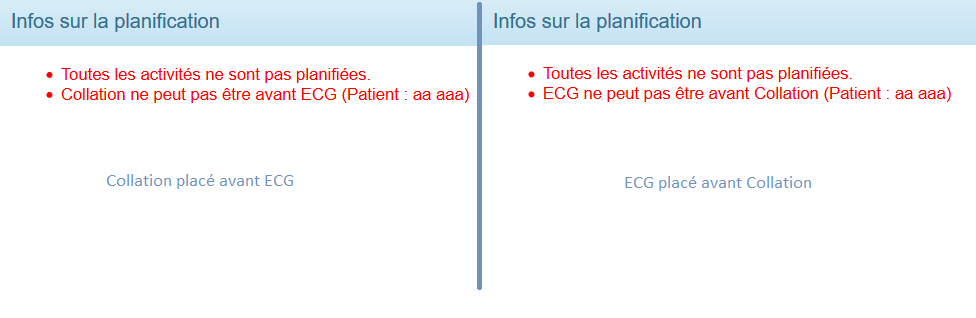 Infos sur la planification
Toutes les activités ne sont pas planifiées.
Collation ne peut pas être avant ECG (Patient : aa aaa)
Collation placé avant ECG
Infos sur la planification
Toutes les activités ne sont pas planifiées.
ECG ne peut pas être avant Collation (Patient : aa aaa)
ECG placé avant Collation